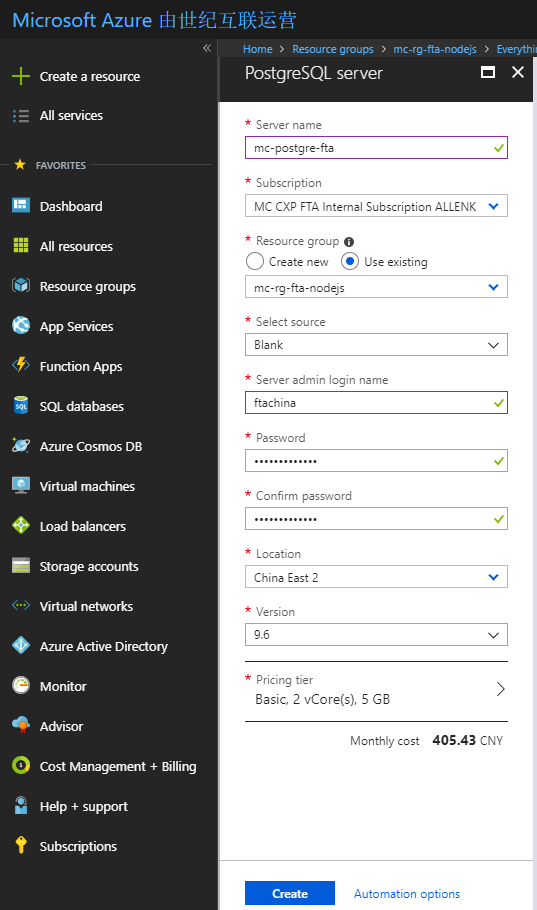 Microsoft Azure 由世纪互联运营
«
Home > Resource groups > mc-rg-fta-nodejs > Everythin
PostgreSQL server
Create a resource
All services
FAVORITES
Dashboard
All resources
Resource groups
App Services
Function Apps
SQL databases
Azure Cosmos DB
Virtual machines
Load balancers
Storage accounts
Virtual networks
Azure Active Directory
Monitor
Advisor
Cost Management + Billing
Help + support
Subscriptions
* Server name
mc-postgre-fta
* Subscription
MC CXP FTA Internal Subscription ALLENK
* Resource group
Create new Use existing
mc-rg-fta-nodejs
* Select source
Blank
* Server admin login name
ftachina
* Password
•••••••••••••
* Confirm password
•••••••••••••
* Location
China East 2
* Version
9.6
* Pricing tier
Basic, 2 vCore(s), 5 GB
Monthly cost 405.43 CNY
Create Automation options